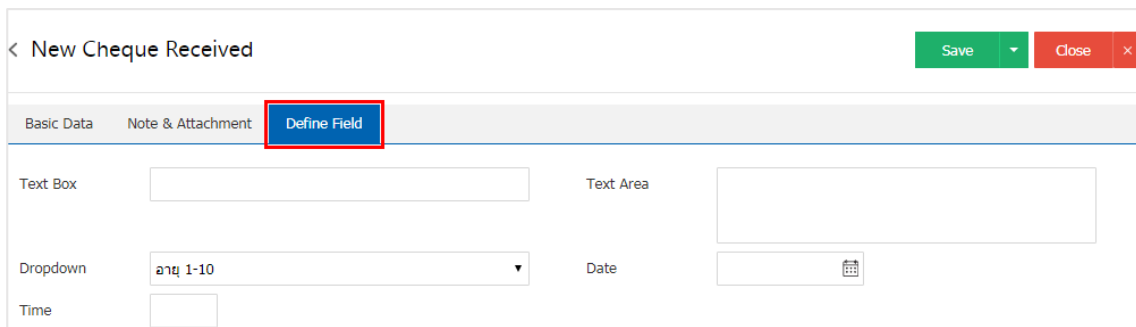 < New Cheque Received Save Close ×
Basic Data Note & Attachment Define Field
Text Box Text Area
Dropdown อายุ 1-10 Date
Time